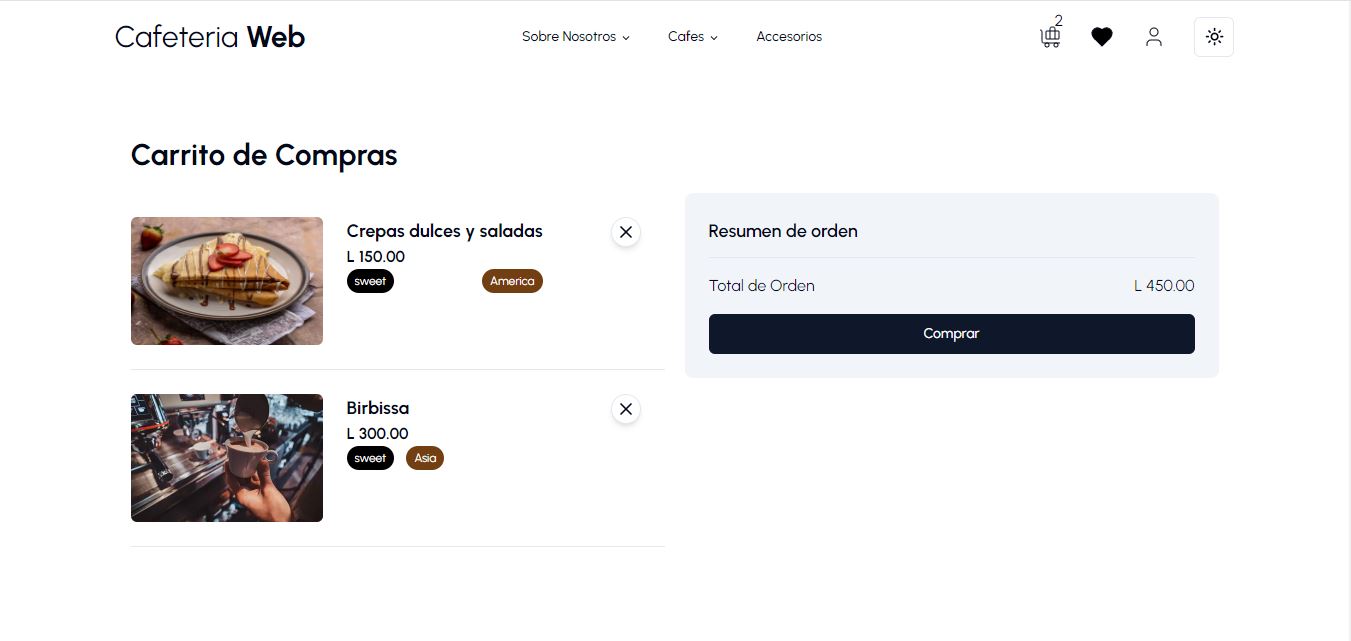 Cafeteria Web
Sobre Nosotros
Cafes
Accesorios
2
Carrito de Compras
Crepas dulces y saladas
L 150.00
sweet
America
Birbissa
L 300.00
sweet
Asia
Resumen de orden
Total de Orden L 450.00
Comprar